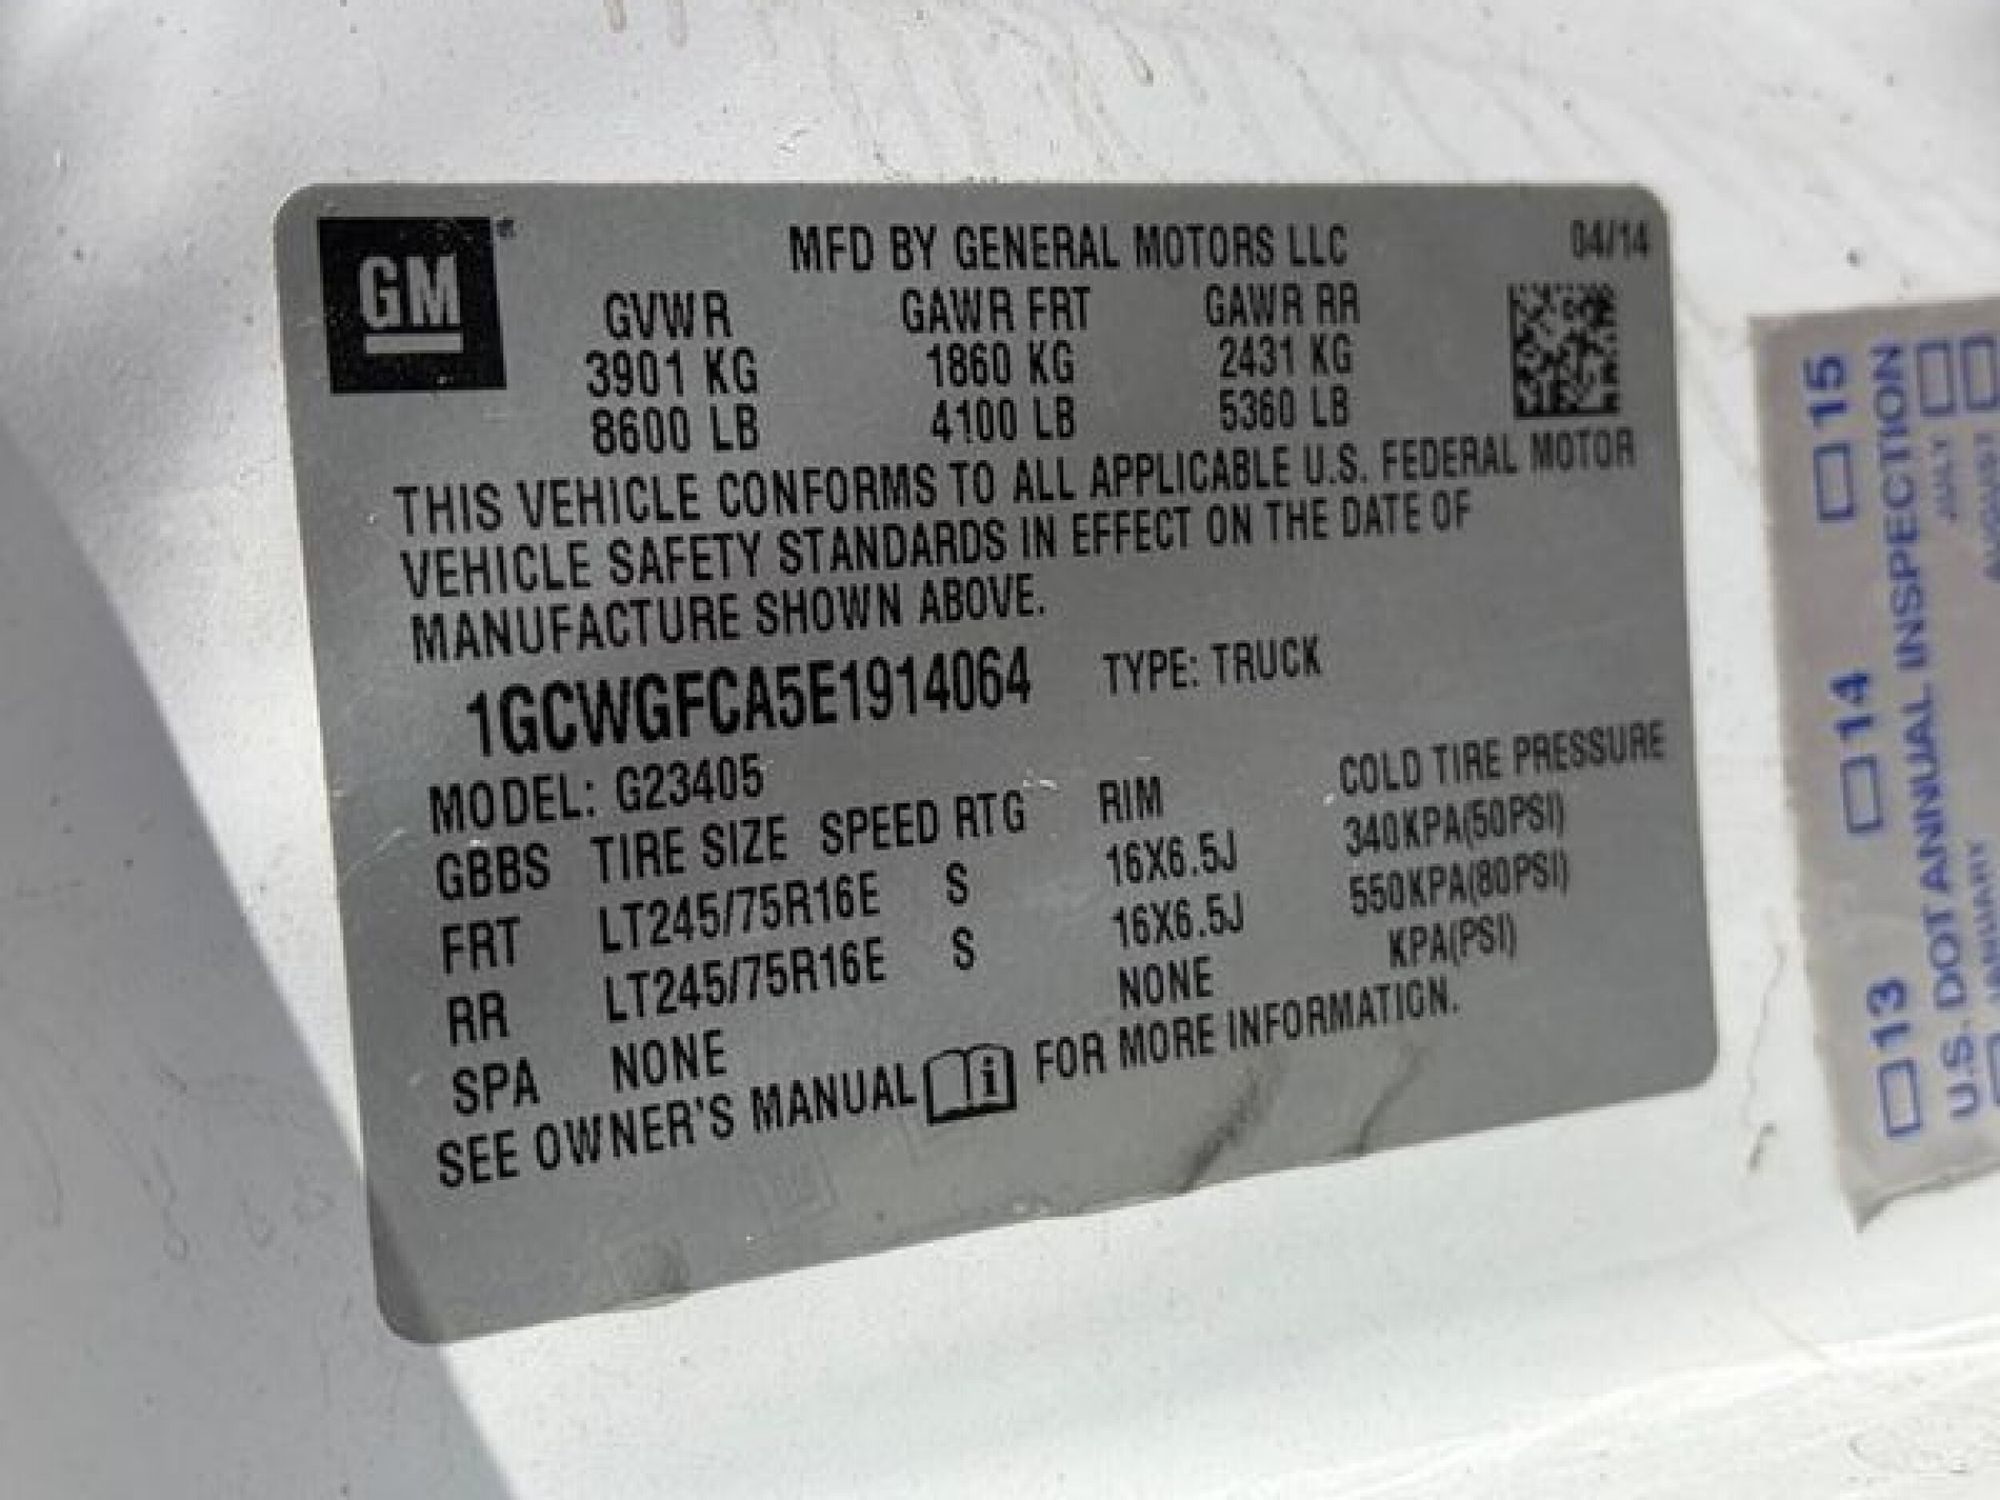 GM®
MFD BY GENERAL MOTORS LLC 04/14
GVWR GAWR FRT GAWR RR
3901 KG 1860 KG 2431 KG
8600 LB 4100 LB 5360 LB
THIS VEHICLE CONFORMS TO ALL APPLICABLE U.S. FEDERAL MOTOR
VEHICLE SAFETY STANDARDS IN EFFECT ON THE DATE OF
MANUFACTURE SHOWN ABOVE.
1GCWGFCA5E1914064 TYPE: TRUCK
MODEL: G23405
GBBS TIRE SIZE SPEED RTG RIM COLD TIRE PRESSURE
FRT LT245/75R16E S 16X6.5J 340KPA(50PSI)
RR LT245/75R16E S 16X6.5J 550KPA(80PSI)
SPA NONE NONE KPA(PSI)
SEE OWNER'S MANUAL i FOR MORE INFORMATION.
13 14 15
U.S. DOT ANNUAL INSPECTION
JANUARY JULY
AUGUST